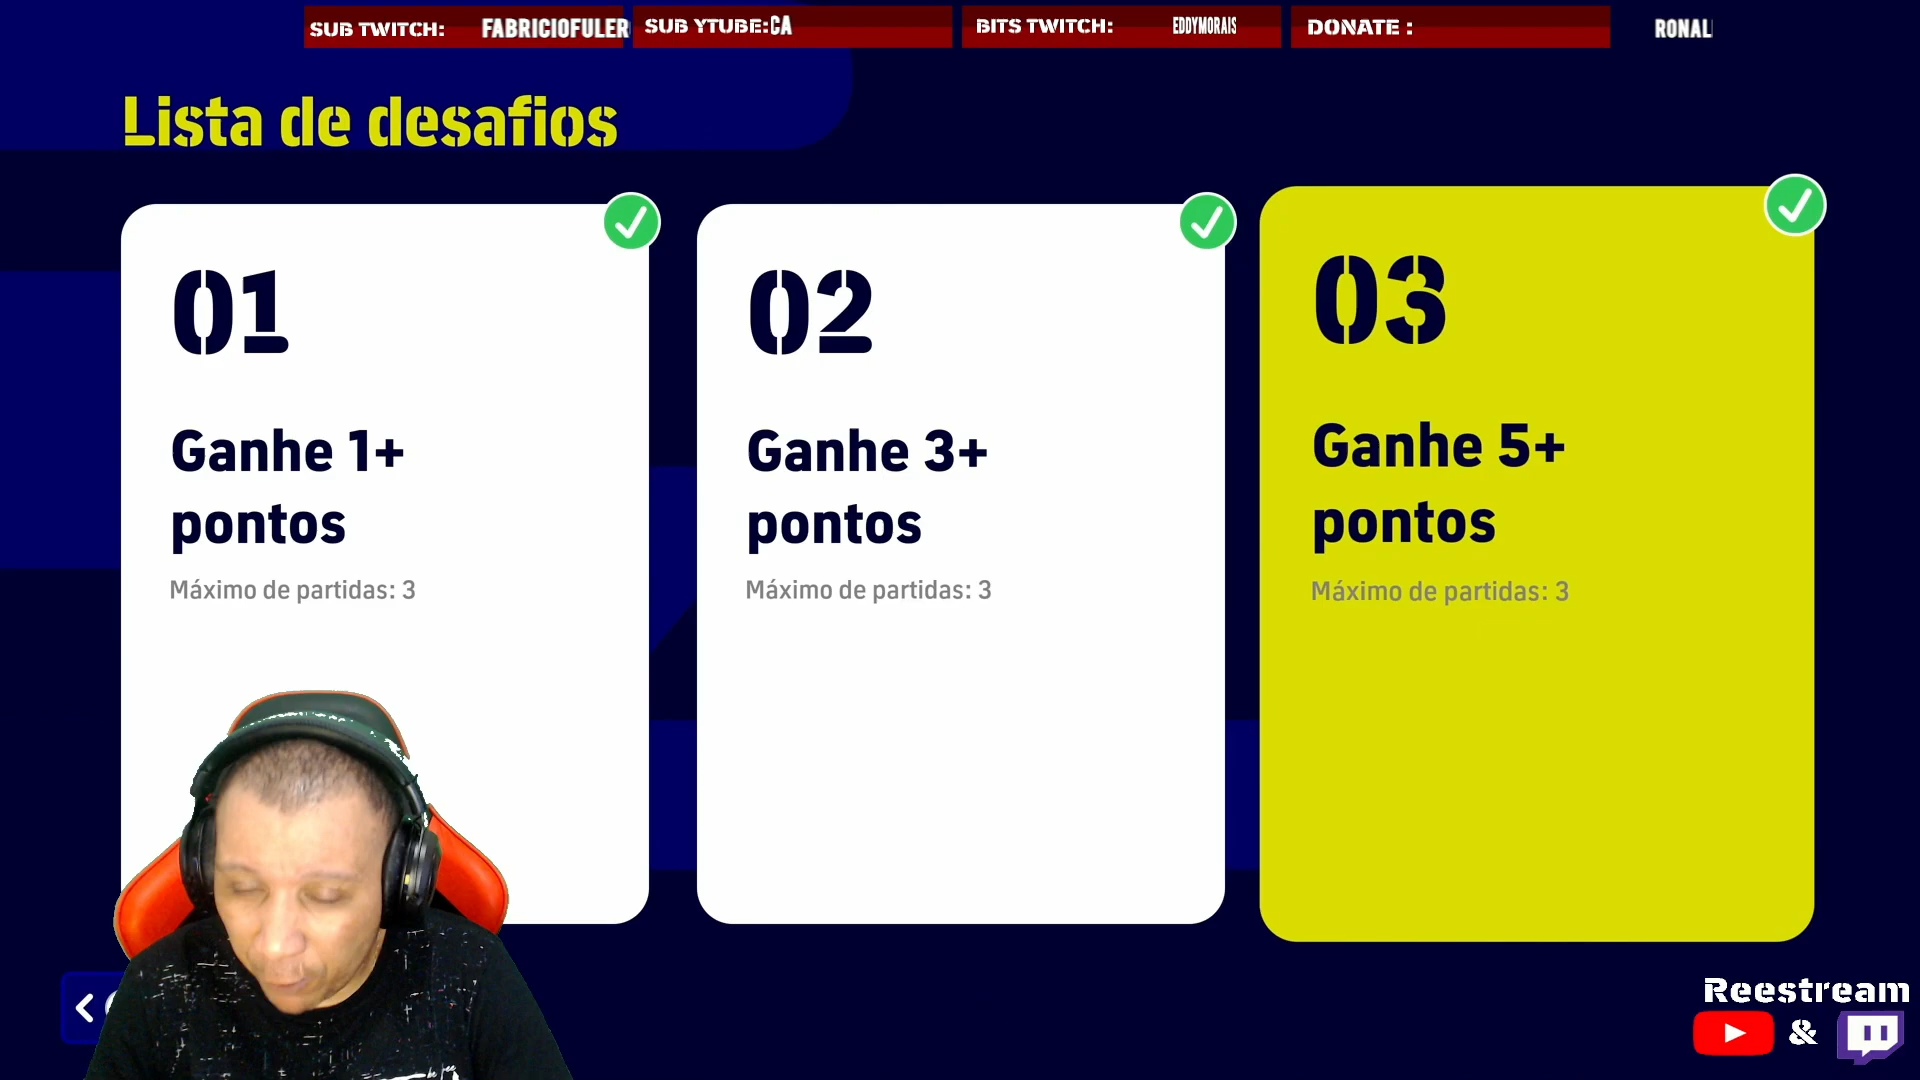 SUB TWITCH: FABRICIOFULER SUB YTUBE:CA BITS TWITCH: EDDYMORAIS DONATE : RONAL
Lista de desafios
01
Ganhe 1+
pontos
Máximo de partidas: 3
02
Ganhe 3+
pontos
Máximo de partidas: 3
03
Ganhe 5+
pontos
Máximo de partidas: 3
Reestream
&